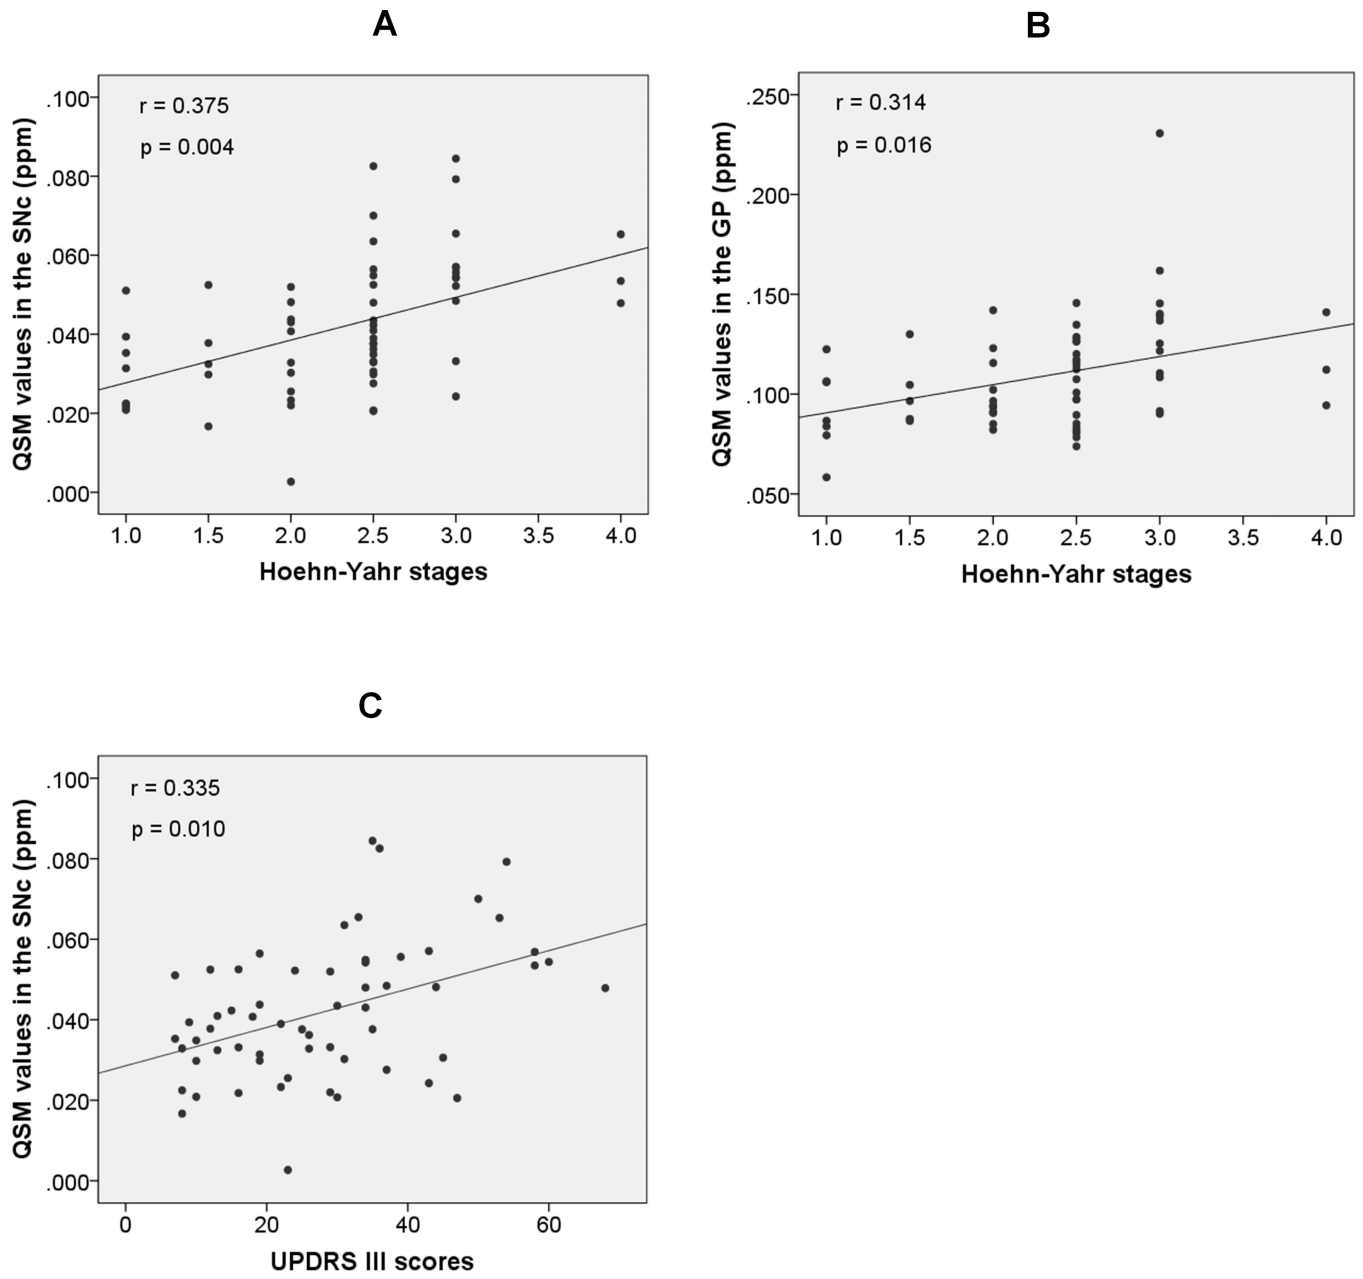 A
r = 0.375
p = 0.004
QSM values in the SNc (ppm)
.100
.080
.060
.040
.020
.000
1.0 1.5 2.0 2.5 3.0 3.5 4.0
Hoehn-Yahr stages
B
r = 0.314
p = 0.016
QSM values in the GP (ppm)
.250
.200
.150
.100
.050
1.0 1.5 2.0 2.5 3.0 3.5 4.0
Hoehn-Yahr stages
C
r = 0.335
p = 0.010
QSM values in the SNc (ppm)
.100
.080
.060
.040
.020
.000
0 20 40 60
UPDRS III scores